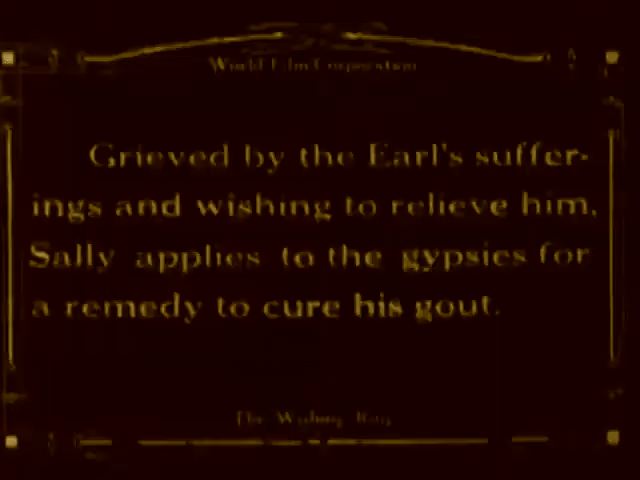 World Film Corporation
Grieved by the Earl's suffer-
ings and wishing to relieve him,
Sally applies to the gypsies for
a remedy to cure his gout.
The Wishing Ring